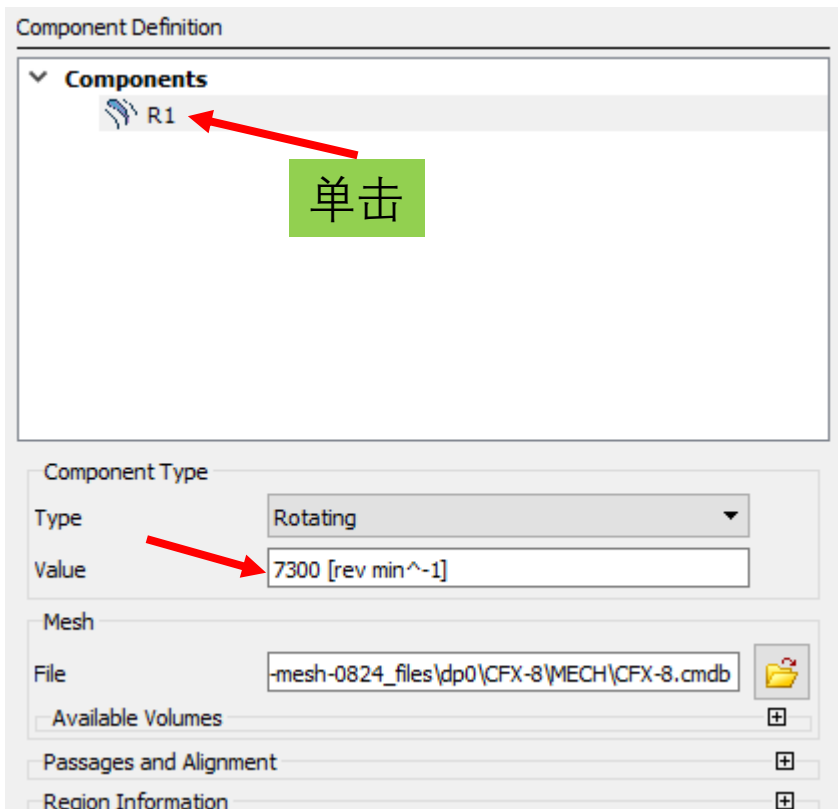 Component Definition
Components
R1
单击
Component Type
Type Rotating
Value 7300 [rev min^-1]
Mesh
File -mesh-0824_files\dp0\CFX-8\MECH\CFX-8.cmdb
Available Volumes
Passages and Alignment
Region Information